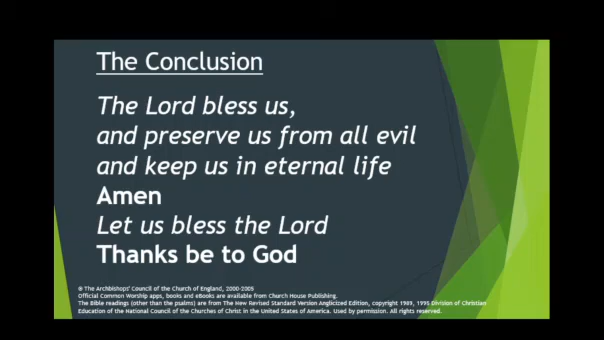 The Conclusion
The Lord bless us,
and preserve us from all evil
and keep us in eternal life
Amen
Let us bless the Lord
Thanks be to God
© The Archbishops' Council of the Church of England, 2000-2005
Official Common Worship apps, books and eBooks are available from Church House Publishing.
The Bible readings (other than the psalms) are from The New Revised Standard Version Anglicized Edition, copyright 1989, 1995 Division of Christian
Education of the National Council of the Churches of Christ in the United States of America. Used by permission. All rights reserved.